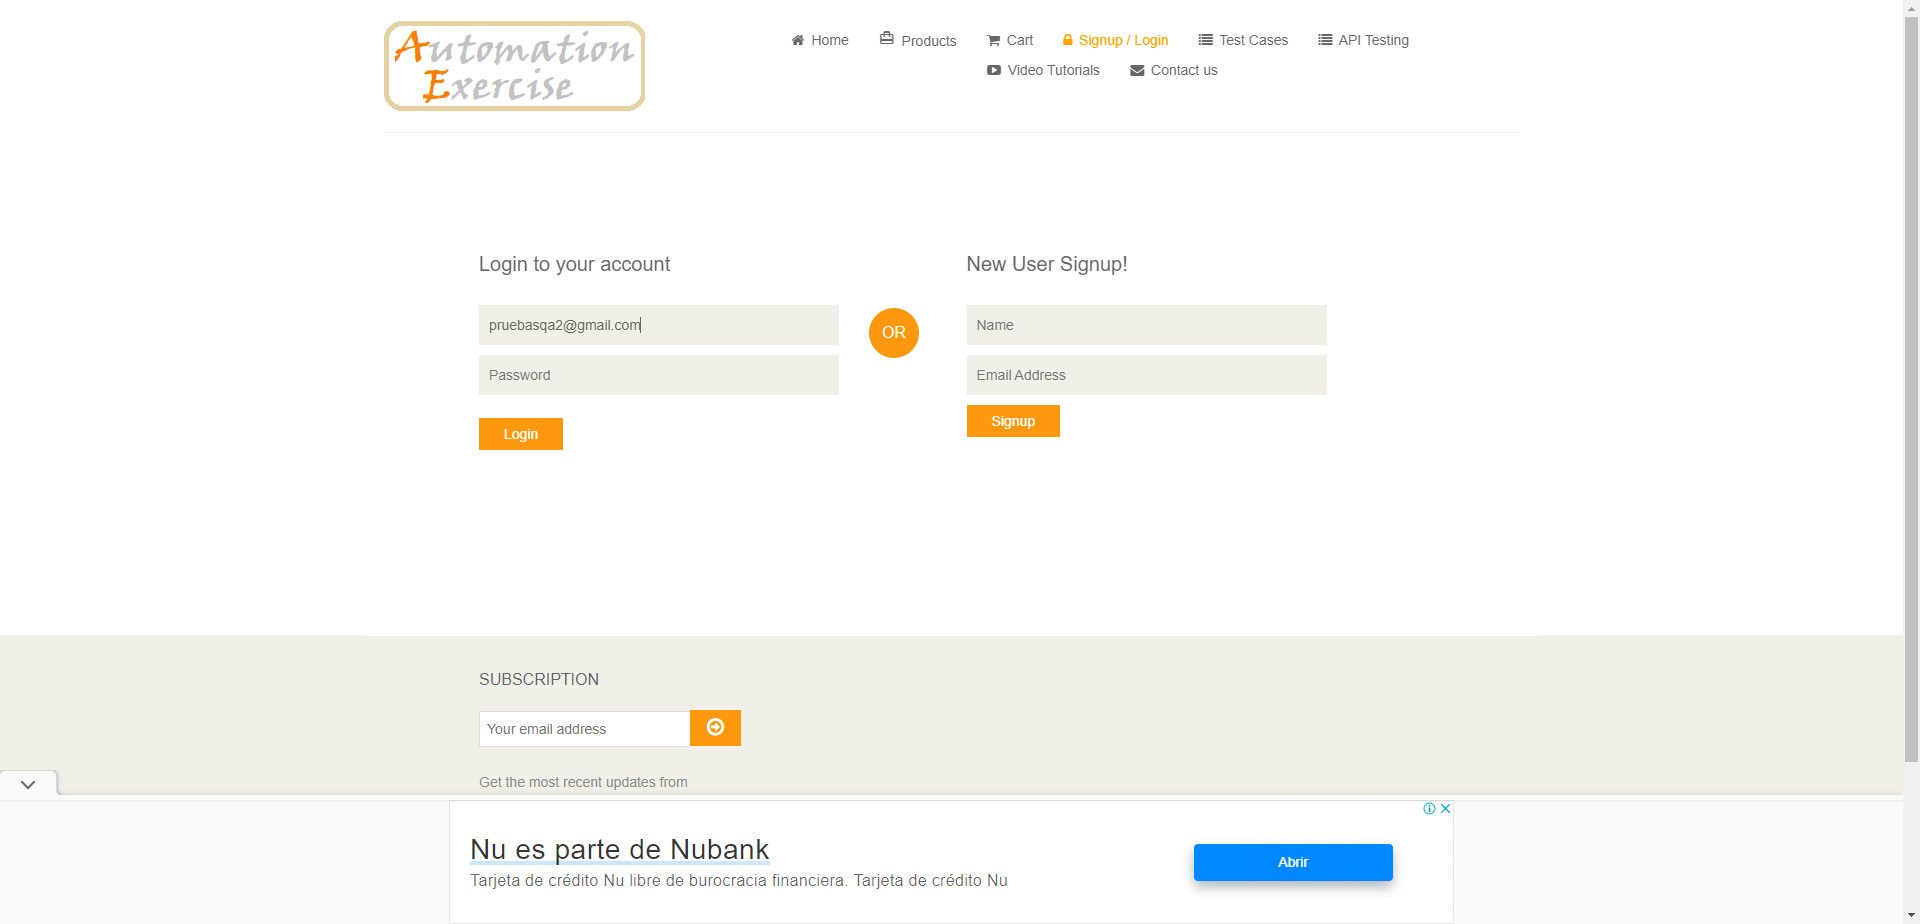 Automation
Exercise
Home Products Cart Signup / Login Test Cases API Testing
Video Tutorials Contact us
Login to your account
pruebasqa2@gmail.com
Password
Login
OR
New User Signup!
Name
Email Address
Signup
SUBSCRIPTION
Your email address
Get the most recent updates from
Nu es parte de Nubank
Tarjeta de crédito Nu libre de burocracia financiera. Tarjeta de crédito Nu
Abrir